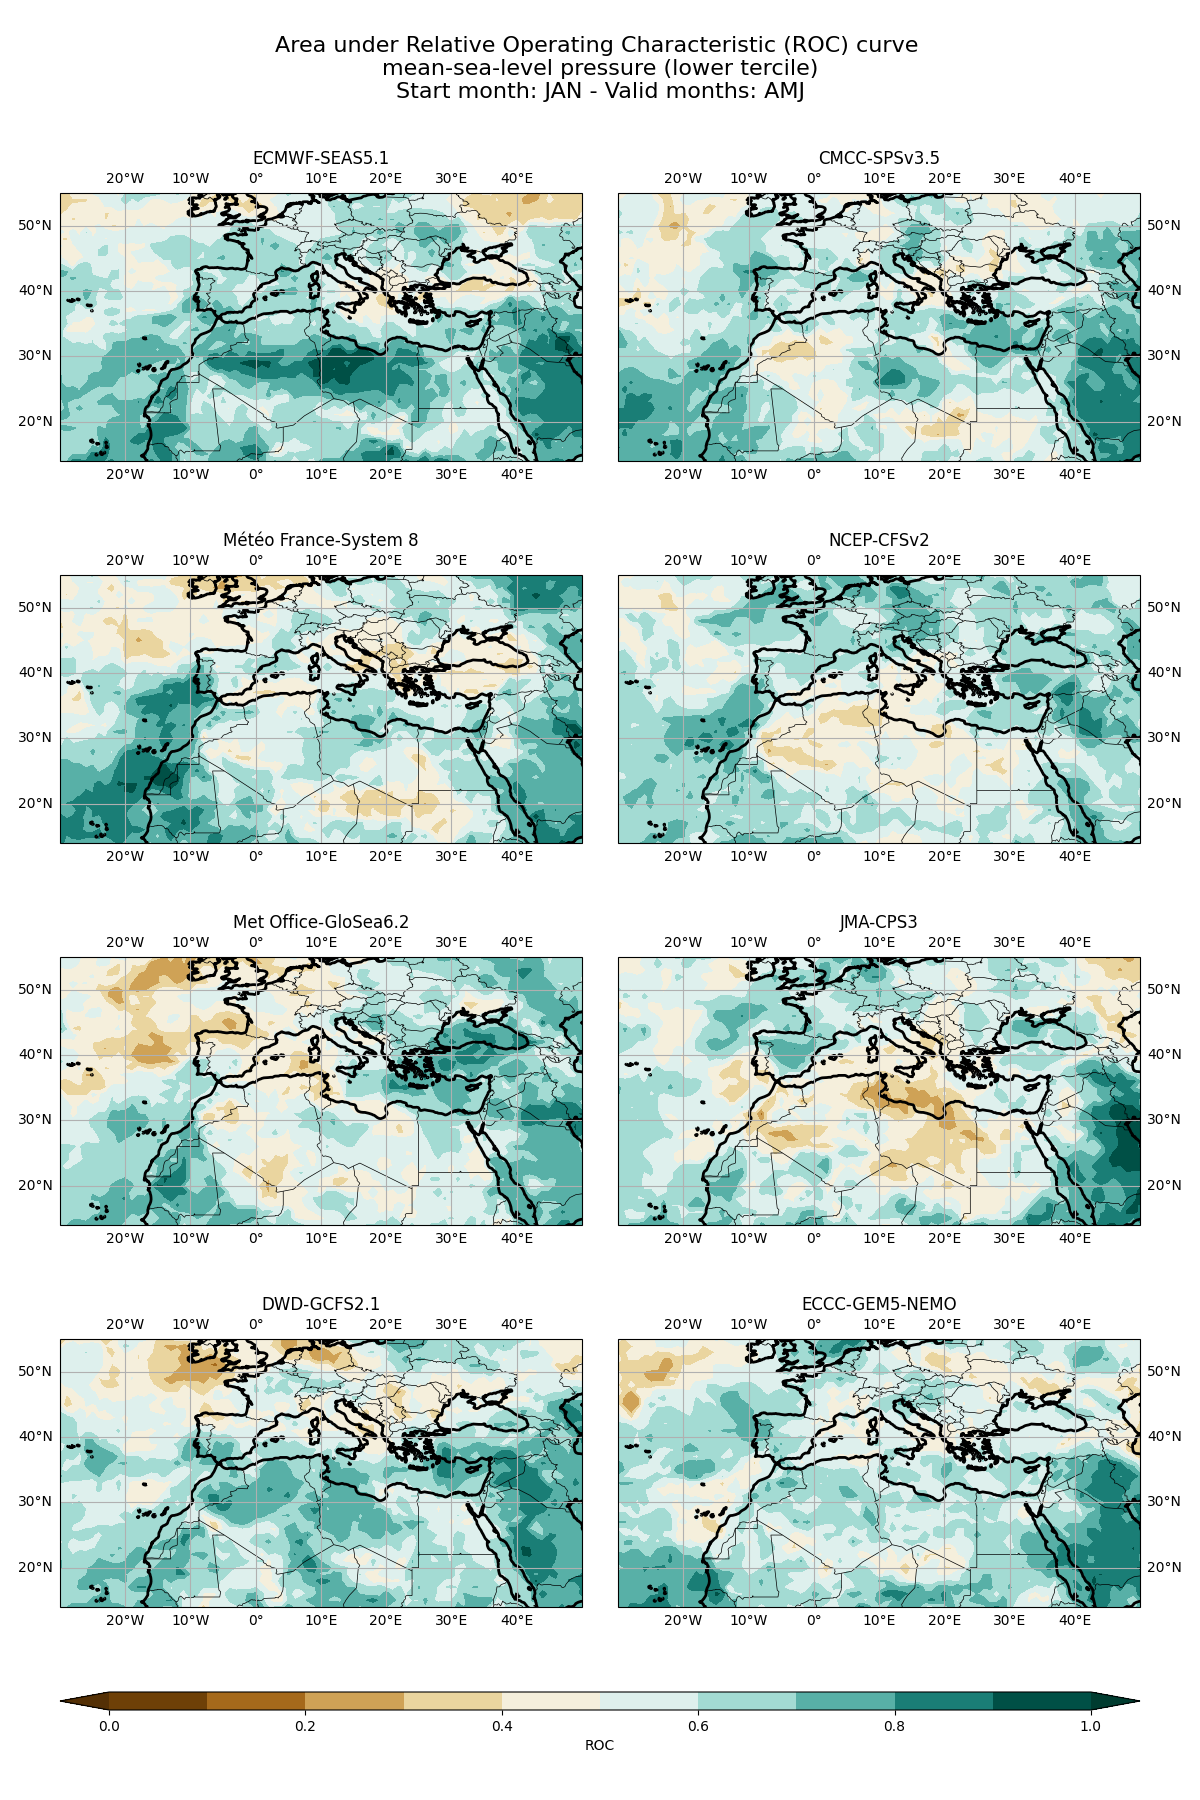 Area under Relative Operating Characteristic (ROC) curve
mean-sea-level pressure (lower tercile)
Start month: JAN - Valid months: AMJ
ECMWF-SEAS5.1
20°W 10°W 0° 10°E 20°E 30°E 40°E
50°N
40°N
30°N
20°N
20°W 10°W 0° 10°E 20°E 30°E 40°E
CMCC-SPSv3.5
20°W 10°W 0° 10°E 20°E 30°E 40°E
50°N
40°N
30°N
20°N
20°W 10°W 0° 10°E 20°E 30°E 40°E
Météo France-System 8
20°W 10°W 0° 10°E 20°E 30°E 40°E
50°N
40°N
30°N
20°N
20°W 10°W 0° 10°E 20°E 30°E 40°E
NCEP-CFSv2
20°W 10°W 0° 10°E 20°E 30°E 40°E
50°N
40°N
30°N
20°N
20°W 10°W 0° 10°E 20°E 30°E 40°E
Met Office-GloSea6.2
20°W 10°W 0° 10°E 20°E 30°E 40°E
50°N
40°N
30°N
20°N
20°W 10°W 0° 10°E 20°E 30°E 40°E
JMA-CPS3
20°W 10°W 0° 10°E 20°E 30°E 40°E
50°N
40°N
30°N
20°N
20°W 10°W 0° 10°E 20°E 30°E 40°E
DWD-GCFS2.1
20°W 10°W 0° 10°E 20°E 30°E 40°E
50°N
40°N
30°N
20°N
20°W 10°W 0° 10°E 20°E 30°E 40°E
ECCC-GEM5-NEMO
20°W 10°W 0° 10°E 20°E 30°E 40°E
50°N
40°N
30°N
20°N
20°W 10°W 0° 10°E 20°E 30°E 40°E
0.0 0.2 0.4 0.6 0.8 1.0
ROC